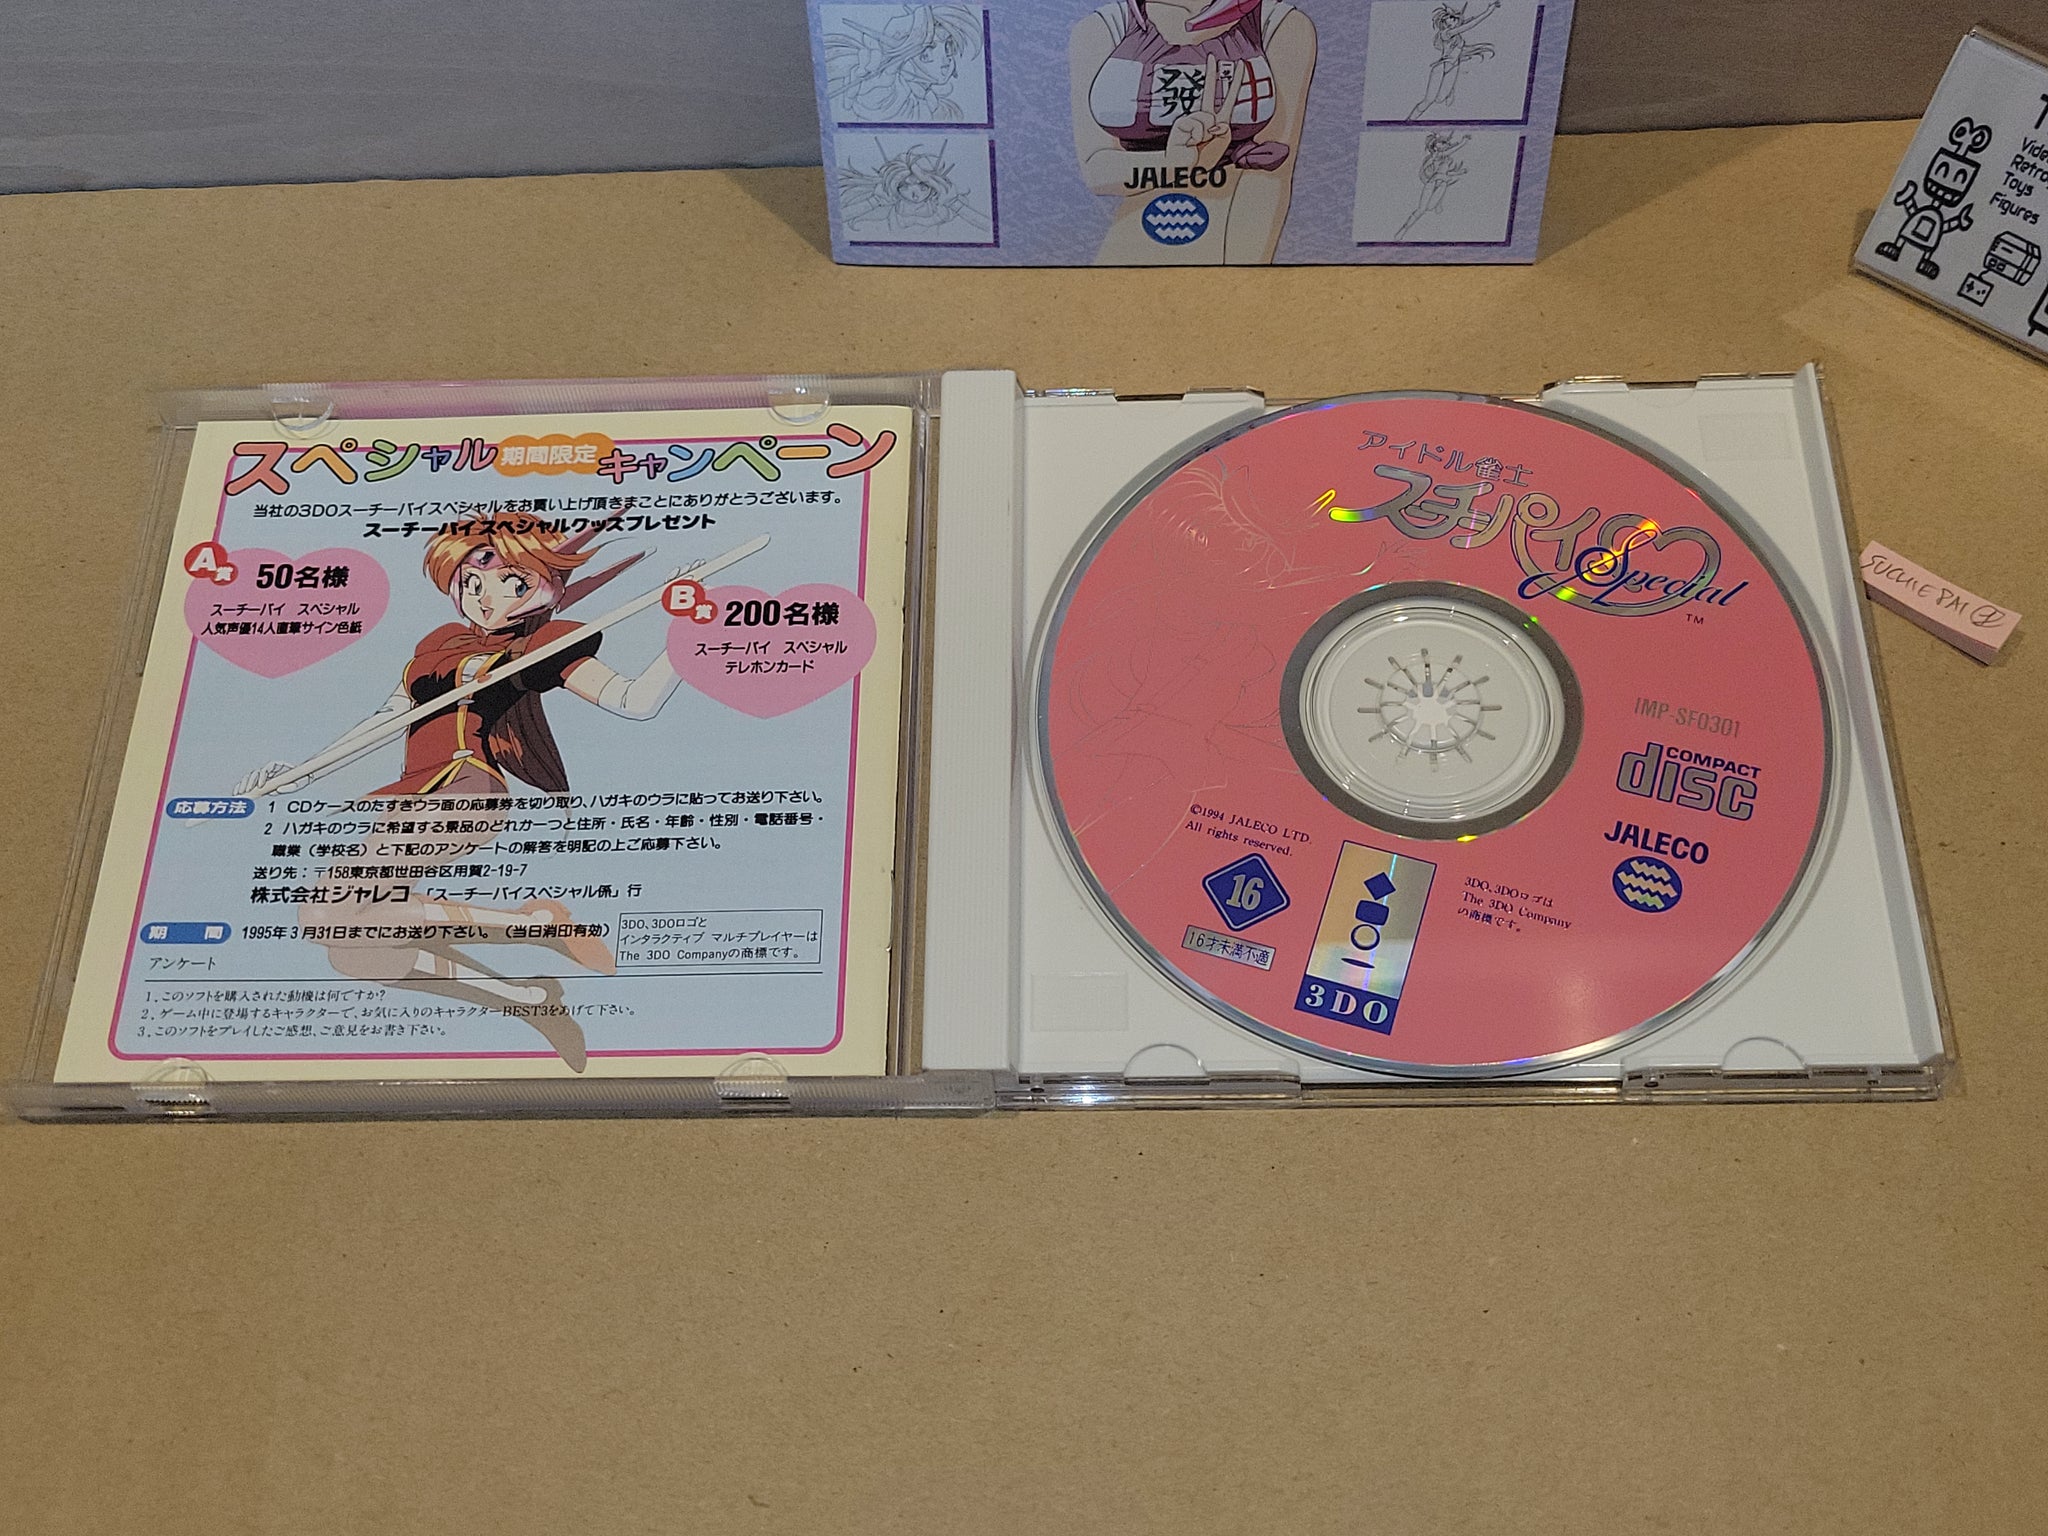 發
中
JALECO
Retro
Toys
Figures
スペシャル期間限定キャンペーン
当社の3DOスーチーパイスペシャルをお買い上げ頂きまことにありがとうございます。
スーチーパイスペシャルグッズプレゼント
A賞 50名様
スーチーパイ スペシャル
人気声優14人直筆サイン色紙
B賞 200名様
スーチーパイ スペシャル
テレホンカード
応募方法 1 CDケースのたすきウラ面の応募券を切り取り、ハガキのウラに貼ってお送り下さい。
2 ハガキのウラに希望する景品のどれか一つと住所・氏名・年齢・性別・電話番号・
職業(学校名)と下記のアンケートの解答を明記の上ご応募下さい。
送り先:〒158東京都世田谷区用賀2-19-7
株式会社ジャレコ「スーチーパイスペシャル係」行
期間 1995年3月31日までにお送り下さい。(当日消印有効)
3DO、3DOロゴと
インタラクティブ マルチプレイヤーは
The 3DO Companyの商標です。
アンケート
1.このソフトを購入された動機は何ですか?
2.ゲーム中に登場するキャラクターで、お気に入りのキャラクターBEST3をあげて下さい。
3.このソフトをプレイしたご感想、ご意見をお書き下さい。
アイドル雀士
スーチーパイ
Special
TM
IMP-SF0301
COMPACT
disc
JALECO
©1994 JALECO LTD.
All rights reserved.
16
16才未満不適
3DO
3DO、3DOロゴは
The 3DO Company
の商標です。
SUCHIE PAI